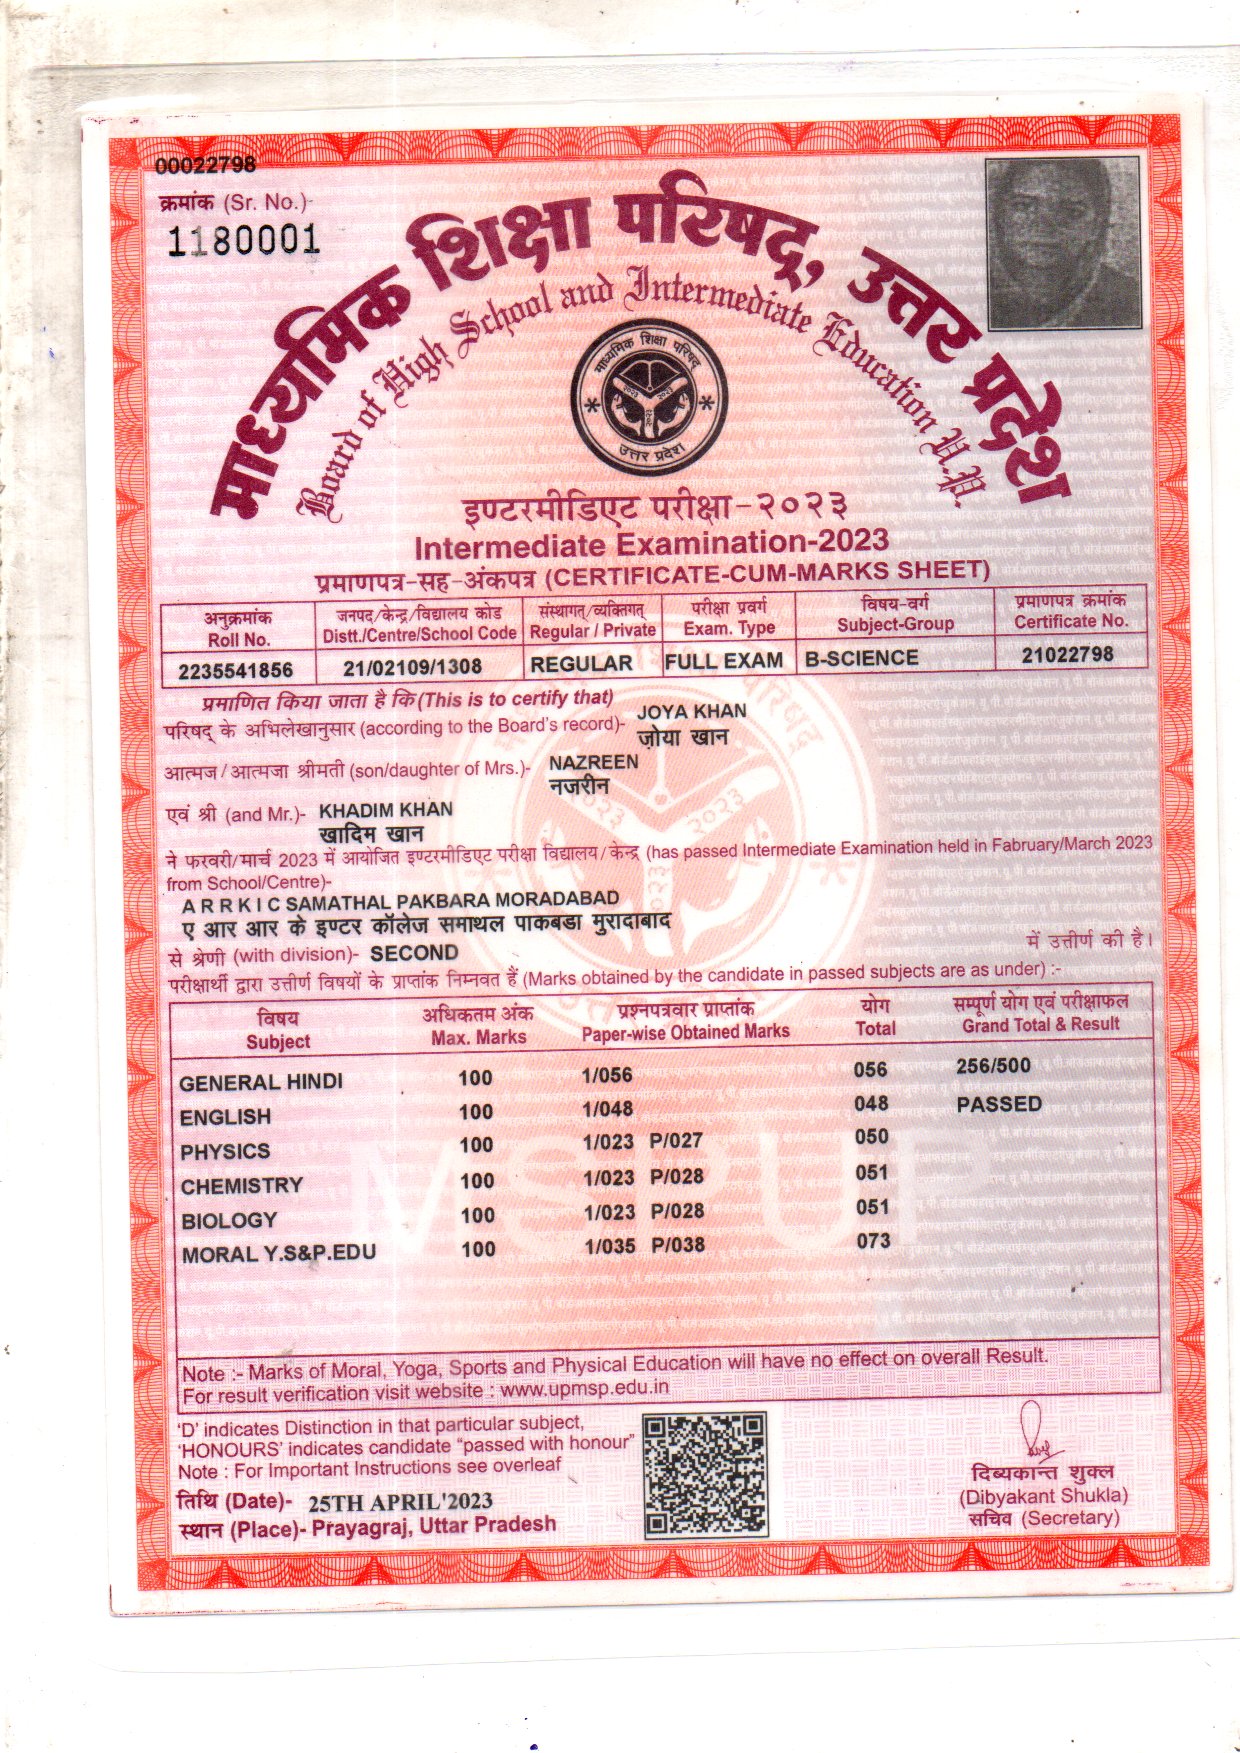 00022798
क्रमांक (Sr. No.)-
1180001
माध्यमिक शिक्षा परिषद्, उत्तर प्रदेश
Board of High School and Intermediate Education U.P.
माध्यमिक शिक्षा परिषद
२०२३ २०२३
२०२३
उत्तर प्रदेश
इण्टरमीडिएट परीक्षा-२०२३
Intermediate Examination-2023
प्रमाणपत्र-सह-अंकपत्र (CERTIFICATE-CUM-MARKS SHEET)
अनुक्रमांक जनपद/केन्द्र/विद्यालय कोड संस्थागत्/व्यक्तिगत् परीक्षा प्रवर्ग विषय-वर्ग प्रमाणपत्र क्रमांक
Roll No. Distt./Centre/School Code Regular / Private Exam. Type Subject-Group Certificate No.
2235541856 21/02109/1308 REGULAR FULL EXAM B-SCIENCE 21022798
प्रमाणित किया जाता है कि (This is to certify that)
परिषद् के अभिलेखानुसार (according to the Board's record)- JOYA KHAN
ज़ोया खान
आत्मज/आत्मजा श्रीमती (son/daughter of Mrs.)- NAZREEN
नजरीन
एवं श्री (and Mr.)- KHADIM KHAN
खादिम खान
ने फरवरी/मार्च 2023 में आयोजित इण्टरमीडिएट परीक्षा विद्यालय/केन्द्र (has passed Intermediate Examination held in Fabruary/March 2023
from School/Centre)-
A R R K I C SAMATHAL PAKBARA MORADABAD
ए आर आर के इण्टर कॉलेज समाथल पाकबडा मुरादाबाद
से श्रेणी (with division)- SECOND में उत्तीर्ण की है।
परीक्षार्थी द्वारा उत्तीर्ण विषयों के प्राप्तांक निम्नवत हैं (Marks obtained by the candidate in passed subjects are as under) :-
विषय अधिकतम अंक प्रश्नपत्रवार प्राप्तांक योग सम्पूर्ण योग एवं परीक्षाफल
Subject Max. Marks Paper-wise Obtained Marks Total Grand Total & Result
GENERAL HINDI 100 1/056 056 256/500
ENGLISH 100 1/048 048 PASSED
PHYSICS 100 1/023 P/027 050
CHEMISTRY 100 1/023 P/028 051
BIOLOGY 100 1/023 P/028 051
MORAL Y.S&P.EDU 100 1/035 P/038 073
MSPUP
Note :- Marks of Moral, Yoga, Sports and Physical Education will have no effect on overall Result.
For result verification visit website : www.upmsp.edu.in
'D' indicates Distinction in that particular subject,
'HONOURS' indicates candidate "passed with honour"
Note : For Important Instructions see overleaf
तिथि (Date)- 25TH APRIL'2023
स्थान (Place)- Prayagraj, Uttar Pradesh
दिब्यकान्त शुक्ल
(Dibyakant Shukla)
सचिव (Secretary)